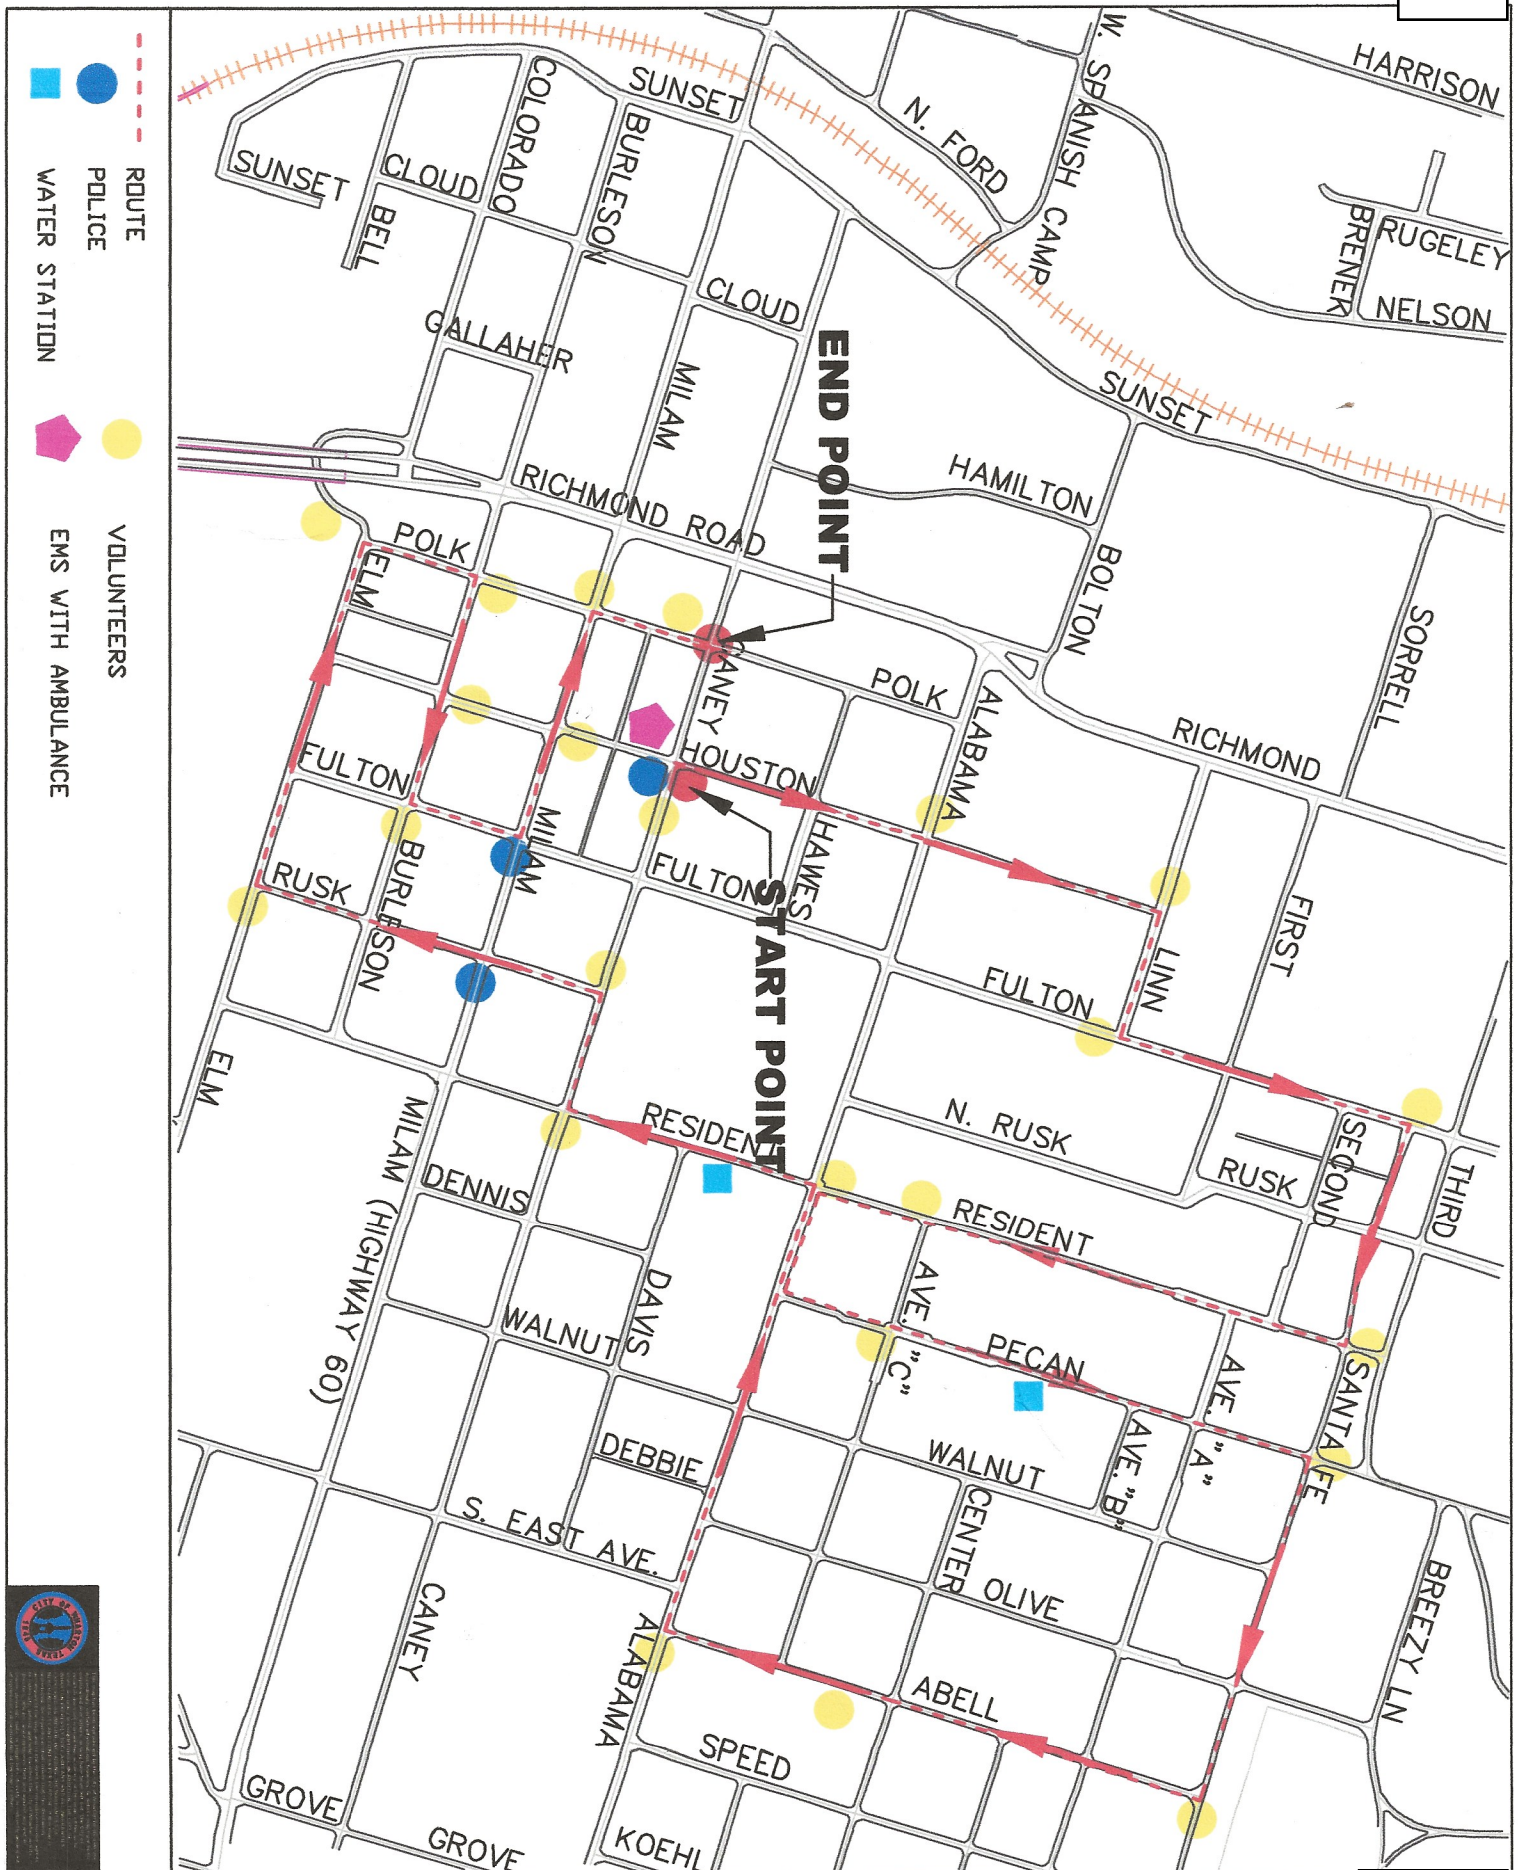 HARRISON
W. SPANISH CAMP
N. FORD
SUNSET
COLORADO
BURLESON
SUNSET
CLOUD
BELL
RUGELEY
BRENEK
NELSON
CLOUD
GALLAHER
MILAM
END POINT
SUNSET
HAMILTON
RICHMOND ROAD
BOLTON
SORRELL
POLK
ELM
CANEY
POLK
ALABAMA
RICHMOND
HOUSTON
FULTON
MILAM
HAWES
FULTON
START POINT
BURLESON
RUSK
LINN
FIRST
FULTON
ELM
MILAM (HIGHWAY 60)
RESIDENT
N. RUSK
RUSK
SECOND
THIRD
DENNIS
RESIDENT
DAVIS
WALNUT
AVE. "C"
PECAN
AVE. "A"
SANTA FE
DEBBIE
WALNUT
AVE. "B"
S. EAST AVE.
CENTER
OLIVE
BREEZY LN
CANEY
ALABAMA
ABELL
SPEED
GROVE
GROVE
KOEHL
ROUTE
POLICE
WATER STATION
VOLUNTEERS
EMS WITH AMBULANCE
CITY OF WHARTON TEXAS